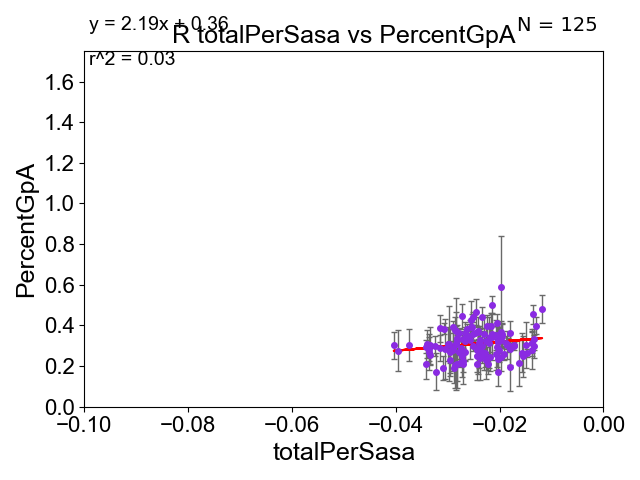 y = 2.19x + 0.36
N = 125
R totalPerSasa vs PercentGpA
r^2 = 0.03
PercentGpA
1.6
1.4
1.2
1.0
0.8
0.6
0.4
0.2
0.0
−0.10 −0.08 −0.06 −0.04 −0.02 0.00
totalPerSasa